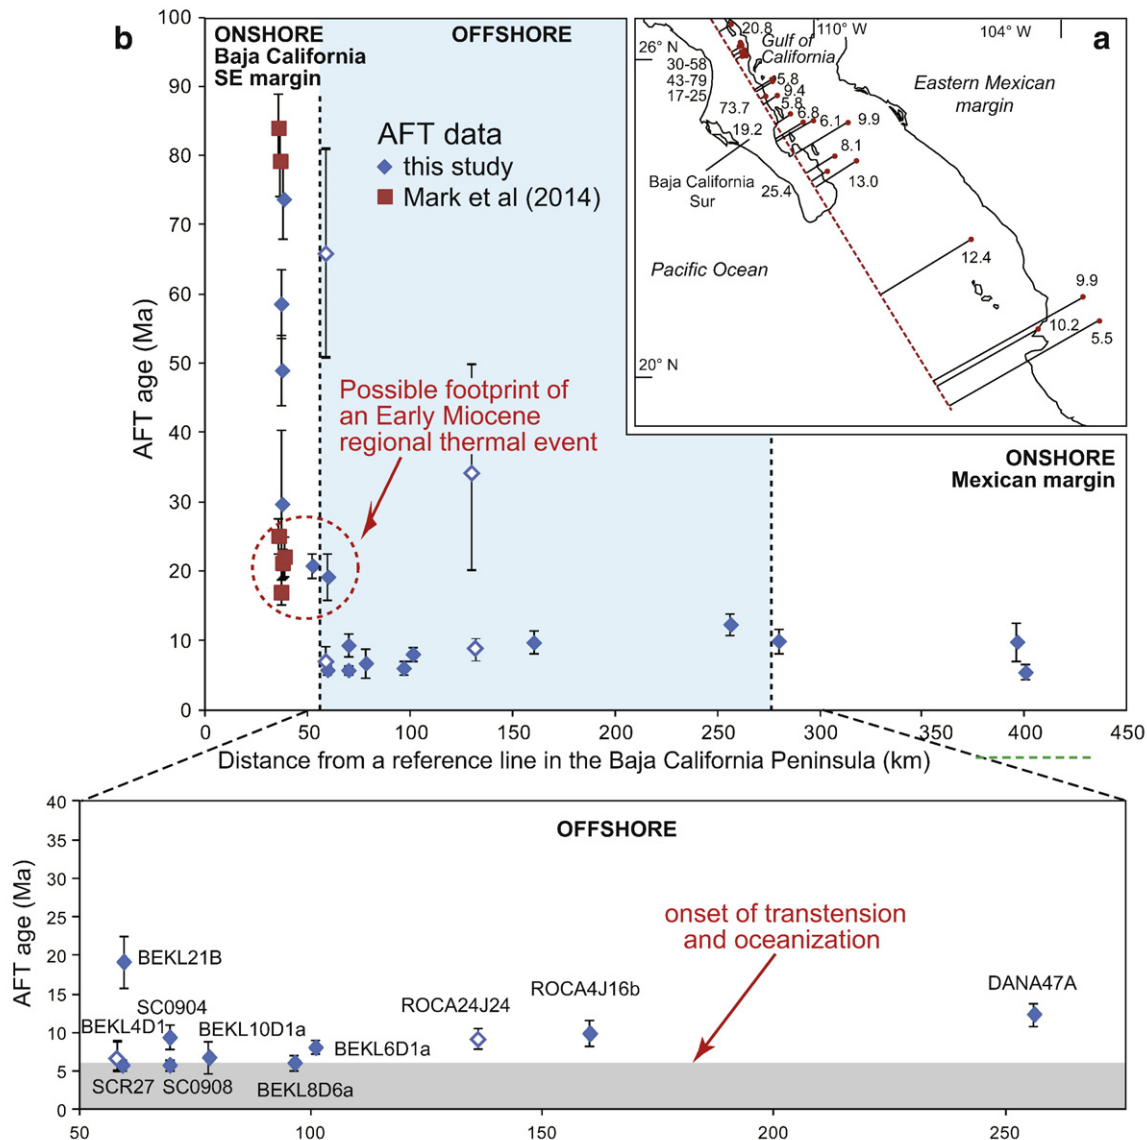 b
ONSHORE
Baja California
SE margin
OFFSHORE
AFT data
this study
Mark et al (2014)
Possible footprint of
an Early Miocene
regional thermal event
ONSHORE
Mexican margin
AFT age (Ma)
100
90
80
70
60
50
40
30
20
10
0
0 50 100 150 200 250 300 350 400 450
Distance from a reference line in the Baja California Peninsula (km)
a
110° W
104° W
26° N
20° N
20.8
Gulf of
California
30-58
43-79
17-25
5.8
9.4
5.8
6.8
6.1
9.9
73.7
19.2
8.1
13.0
25.4
Baja California
Sur
Eastern Mexican
margin
Pacific Ocean
12.4
9.9
10.2
5.5
OFFSHORE
AFT age (Ma)
40
35
30
25
20
15
10
5
0
50 100 150 200 250
onset of transtension
and oceanization
BEKL21B
SC0904
BEKL4D1
BEKL10D1a
SCR27
SC0908
BEKL8D6a
BEKL6D1a
ROCA24J24
ROCA4J16b
DANA47A